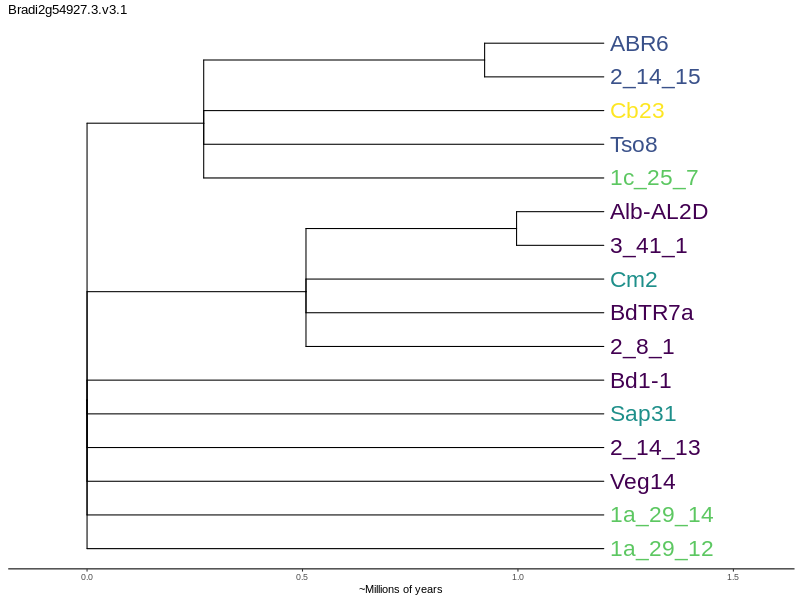 Bradi2g54927.3.v3.1
ABR6
2_14_15
Cb23
Tso8
1c_25_7
Alb-AL2D
3_41_1
Cm2
BdTR7a
2_8_1
Bd1-1
Sap31
2_14_13
Veg14
1a_29_14
1a_29_12
0.0 0.5 1.0 1.5
~Millions of years